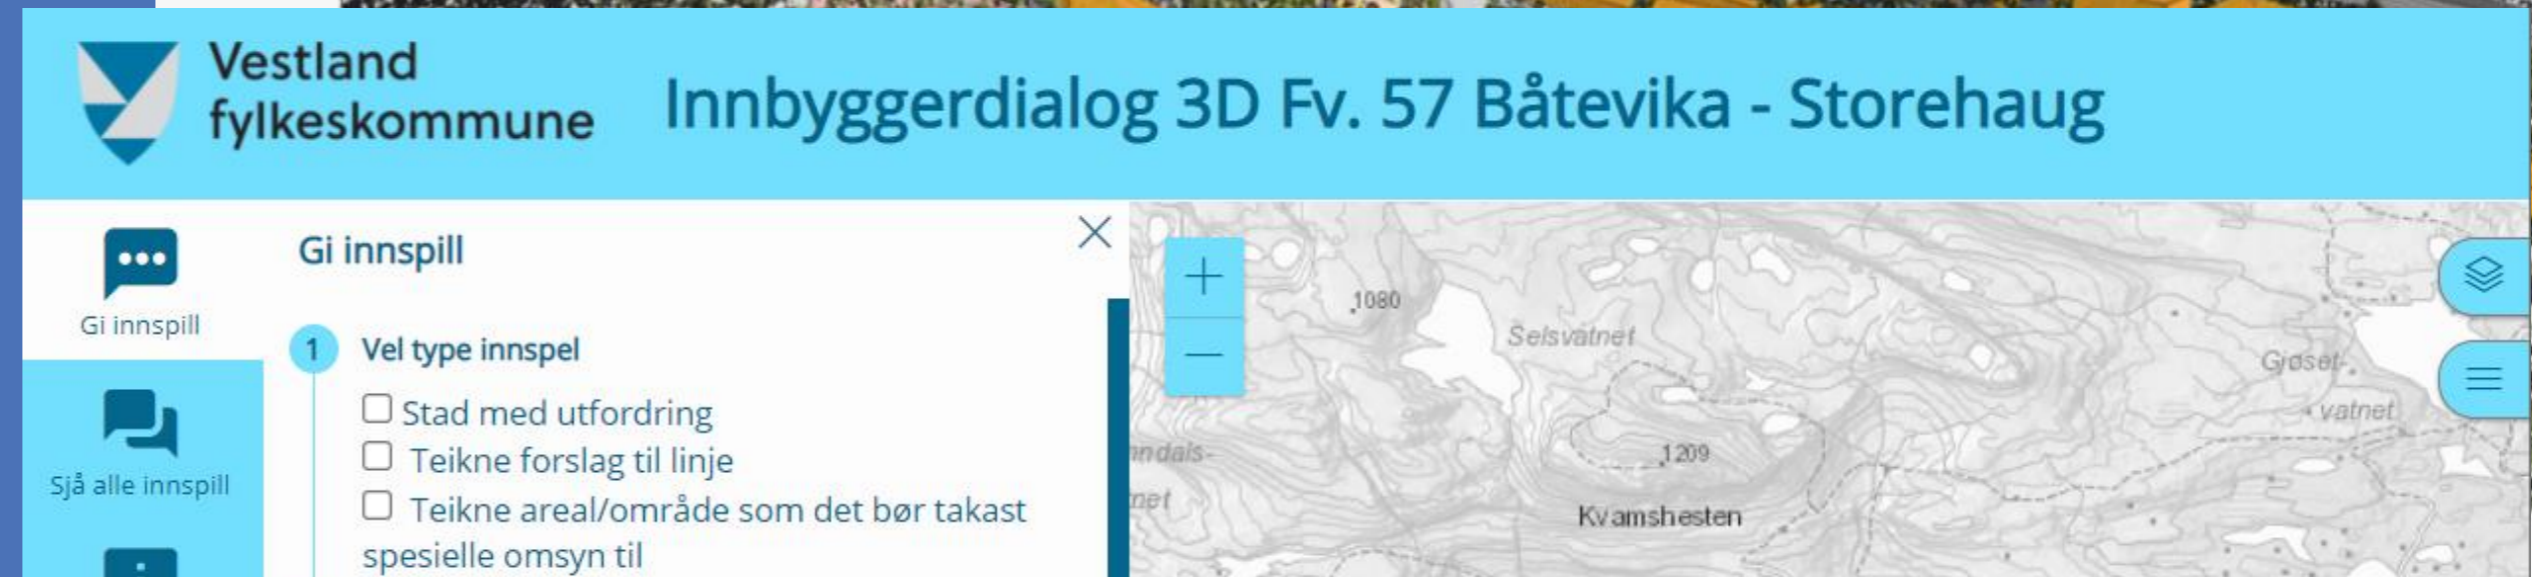 Vestland
fylkeskommune
Innbyggerdialog 3D Fv. 57 Båtevika - Storehaug
Gi innspill
Gi innspill
1 Vel type innspel
Stad med utfordring
Teikne forslag til linje
Teikne areal/område som det bør takast
spesielle omsyn til
Sjå alle innspill
1080
Selsvatnet
Gjøset-
vatnet
1209
Kvamshesten